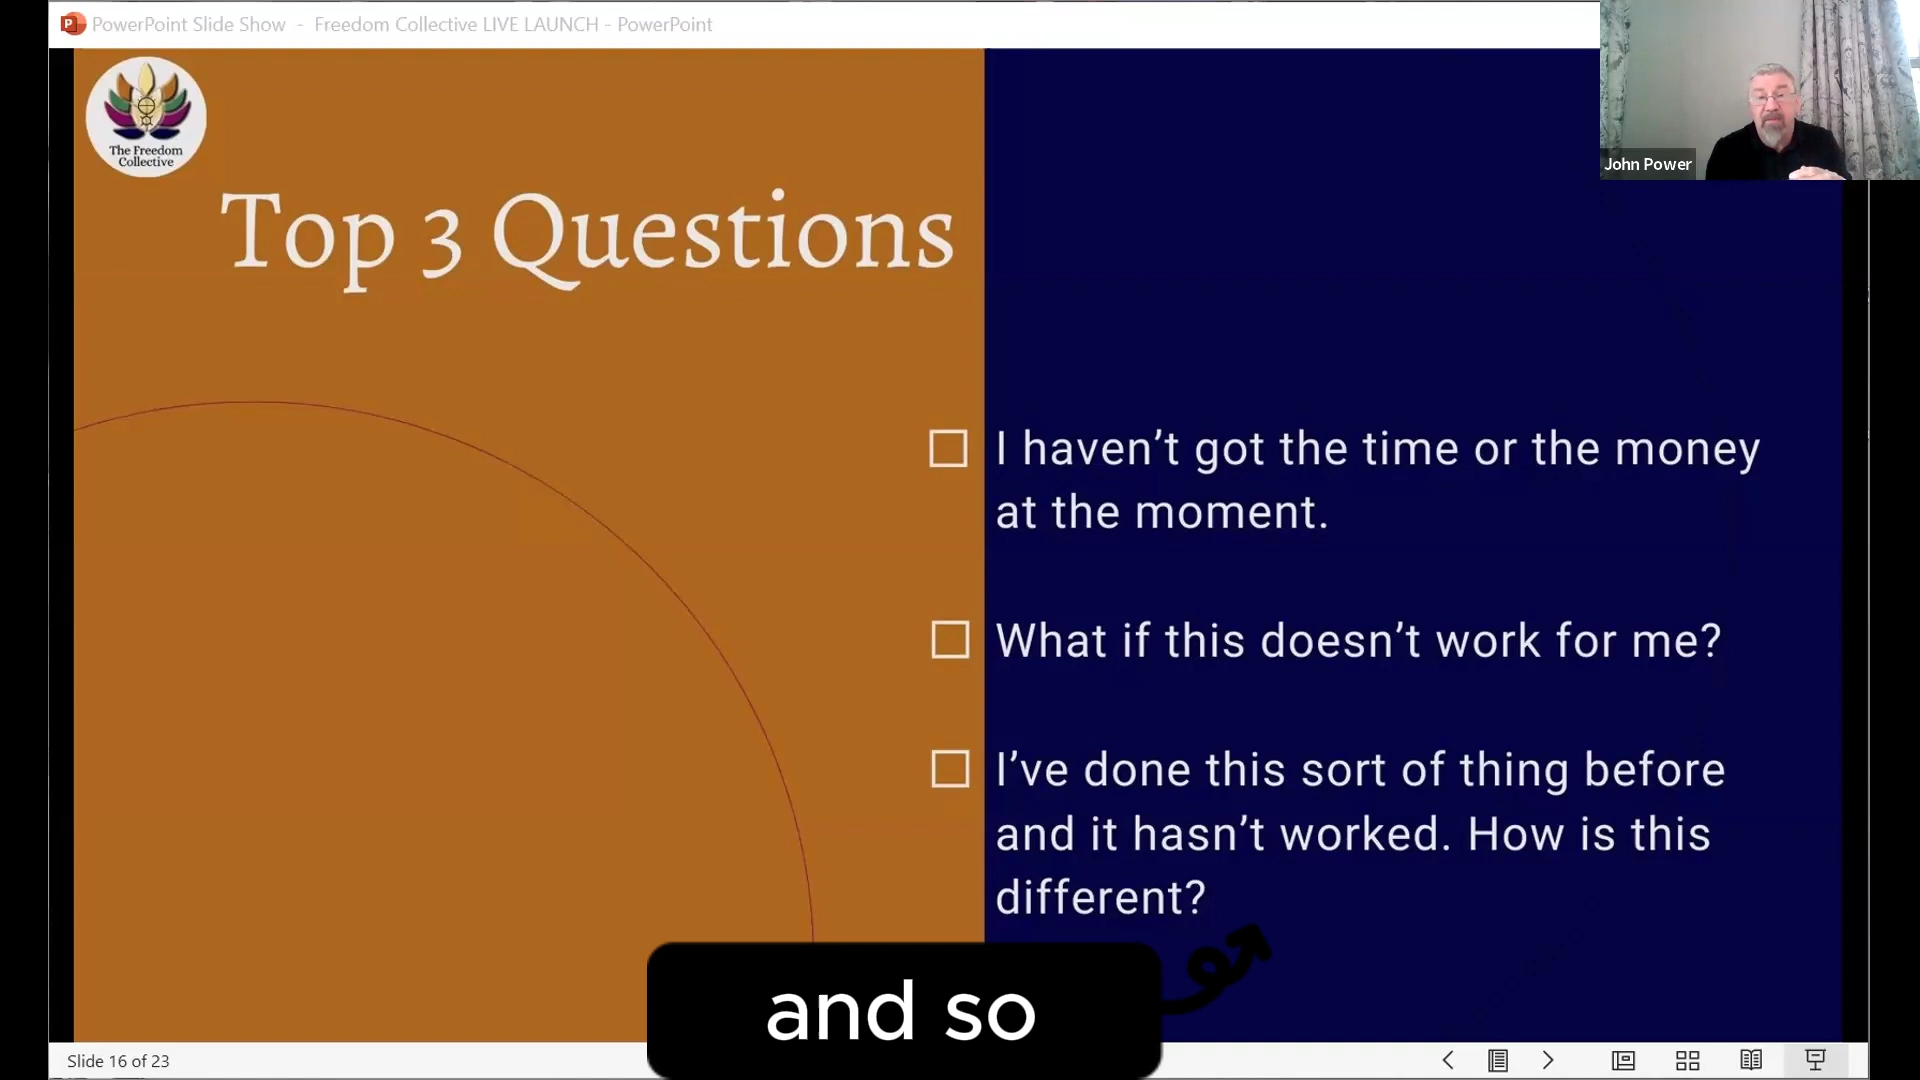 PowerPoint Slide Show - Freedom Collective LIVE LAUNCH - PowerPoint
The Freedom
Collective
John Power
Top 3 Questions
I haven’t got the time or the money
at the moment.
What if this doesn’t work for me?
I’ve done this sort of thing before
and it hasn’t worked. How is this
different?
and so
Slide 16 of 23